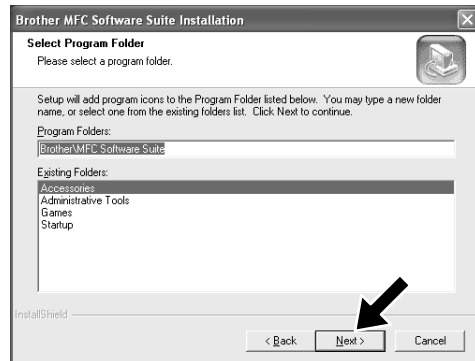 Brother MFC Software Suite Installation
Select Program Folder
Please select a program folder.
Setup will add program icons to the Program Folder listed below. You may type a new folder
name, or select one from the existing folders list. Click Next to continue.
Program Folders:
Brother\MFC Software Suite
Existing Folders:
Accessories
Administrative Tools
Games
Startup
InstallShield
< Back Next > Cancel